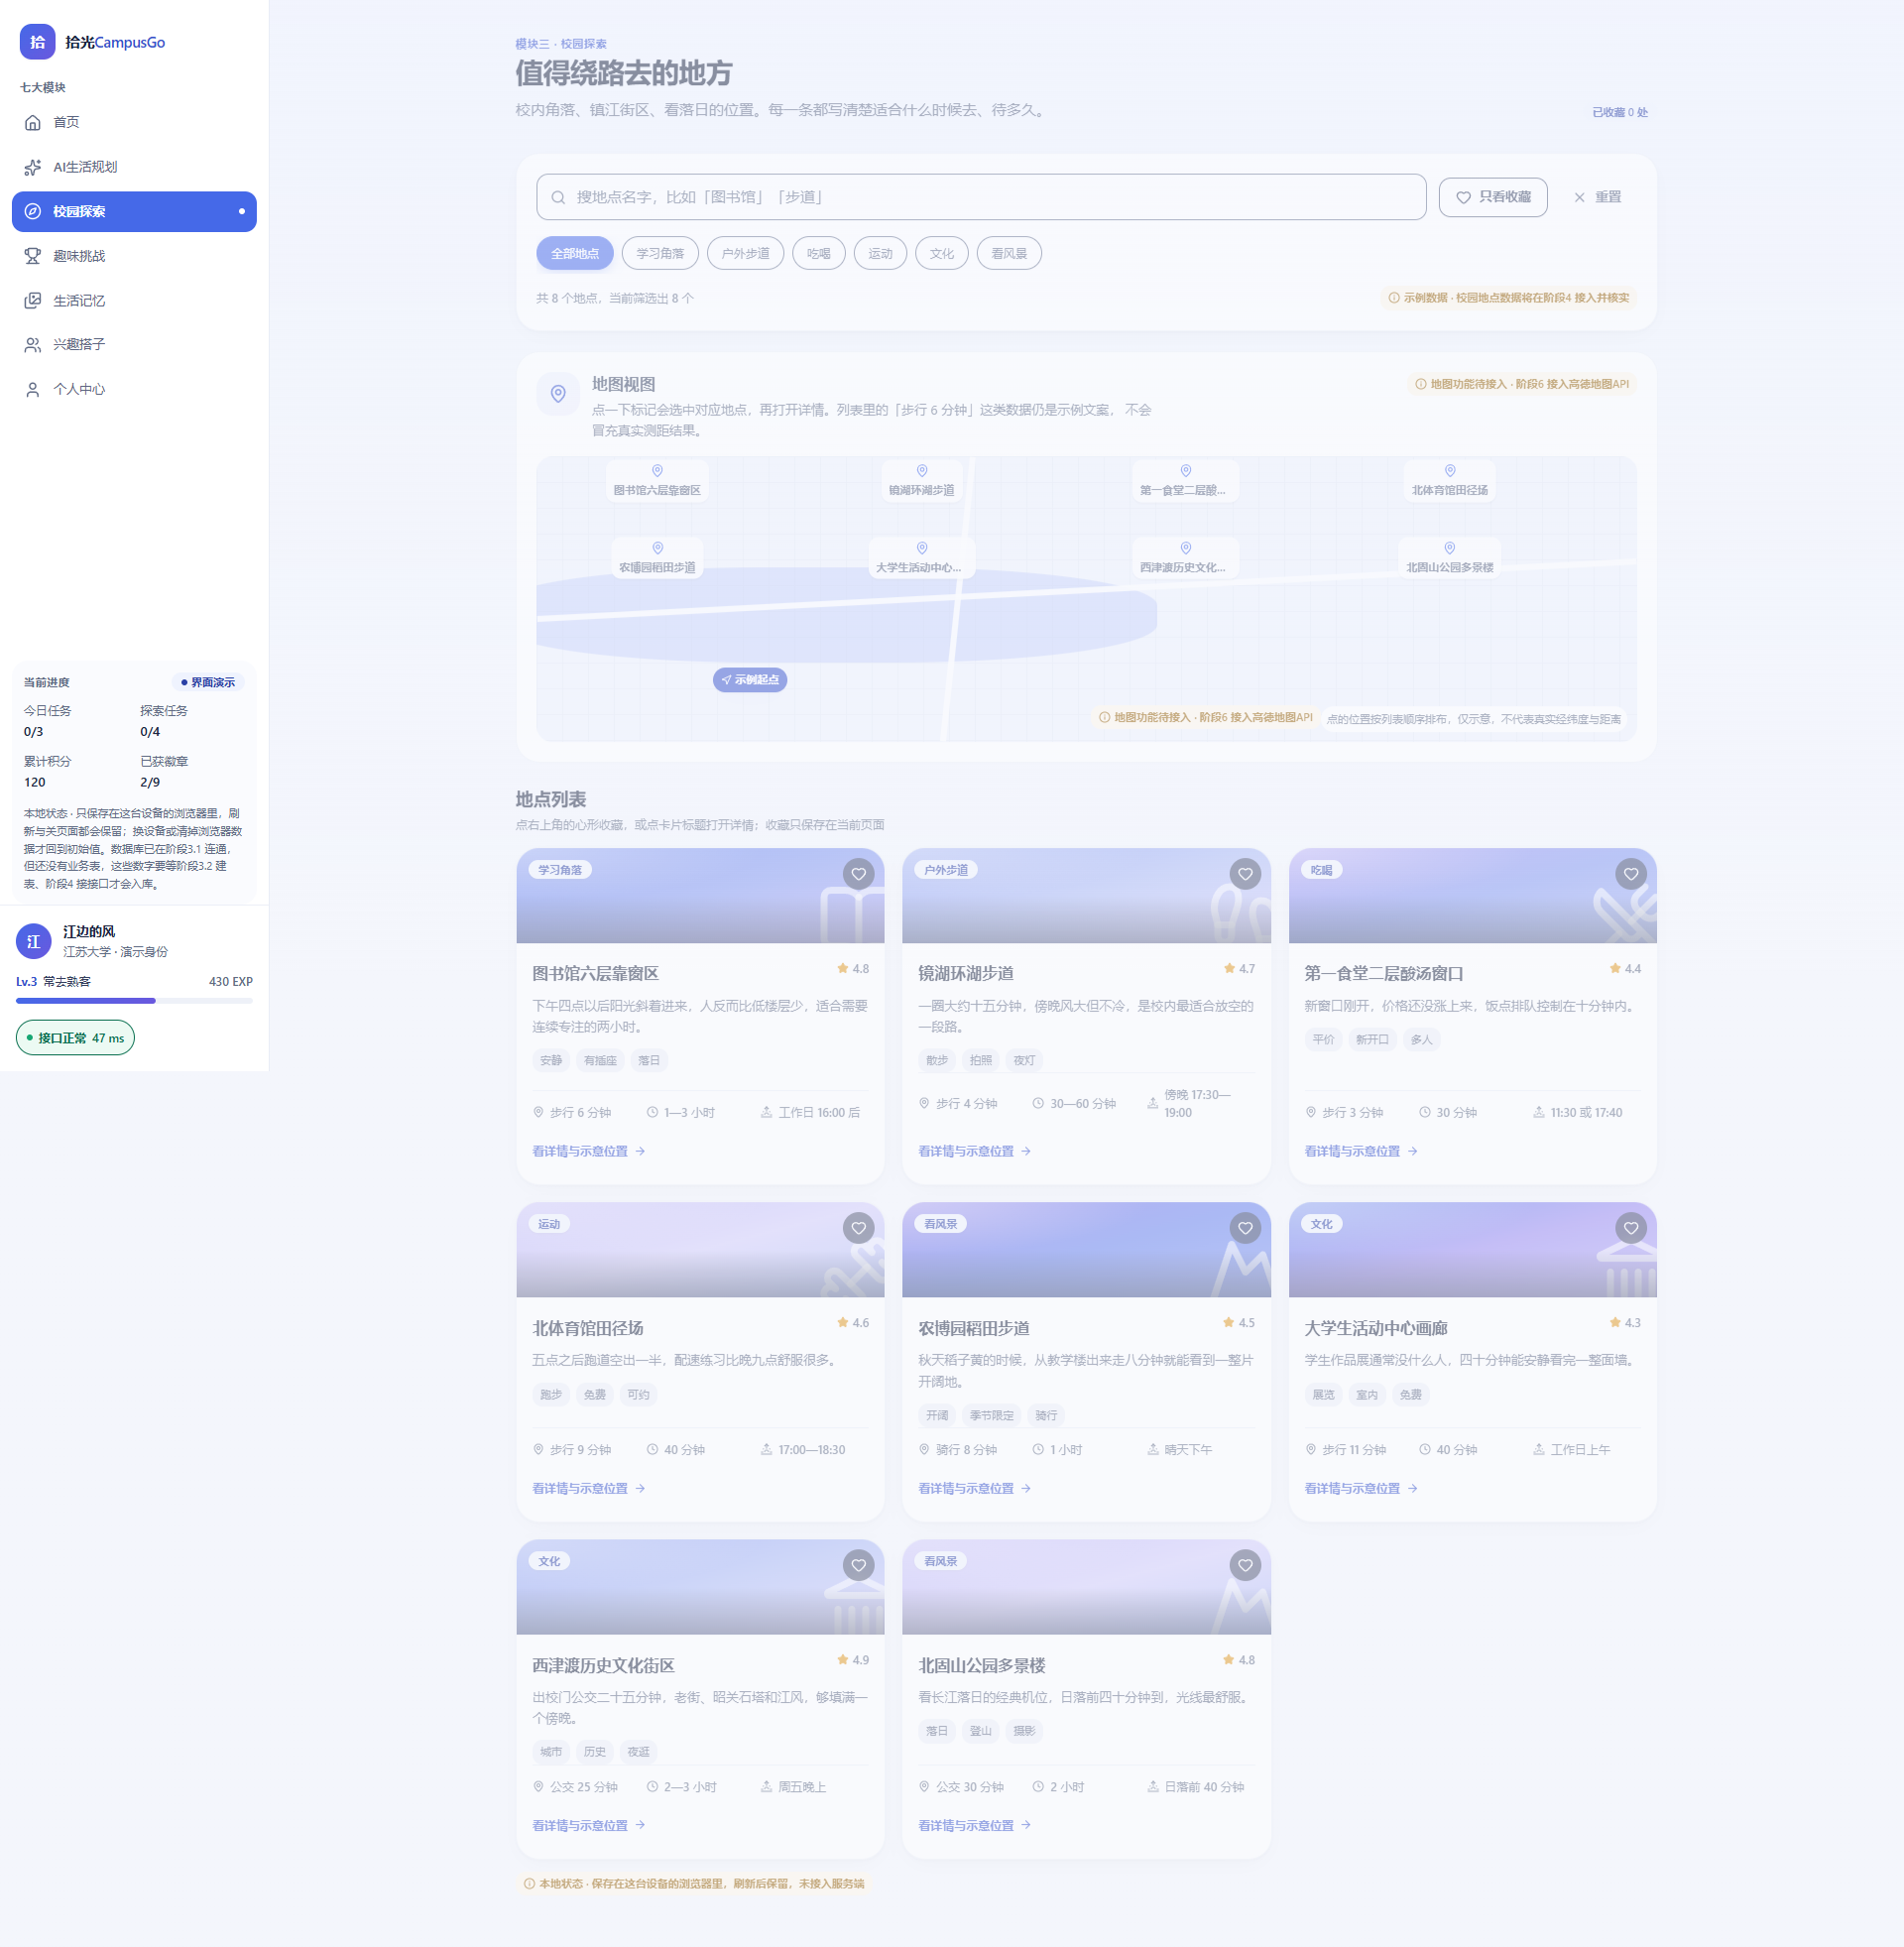 拾 拾光CampusGo
七大模块
首页
AI生活规划
校园探索
趣味挑战
生活记忆
兴趣搭子
个人中心
当前进度 界面演示
今日任务 探索任务
0/3 0/4
累计积分 已获徽章
120 2/9
本地状态 · 只保存在这台设备的浏览器里，刷
新与关页面都会保留；换设备或清掉浏览器数
据才回到初始值。数据库已在阶段3.1 连通，
但还没有业务表，这些数字要等阶段3.2 建
表、阶段4 接接口才会入库。
江 江边的风
江苏大学 · 演示身份
Lv.3 常去熟客 430 EXP
接口正常 47 ms
模块三 · 校园探索
值得绕路去的地方
校内角落、镇江街区、看落日的位置。每一条都写清楚适合什么时候去、待多久。
已收藏 0 处
搜地点名字，比如「图书馆」「步道」 只看收藏 重置
全部地点 学习角落 户外步道 吃喝 运动 文化 看风景
共 8 个地点，当前筛选出 8 个 示例数据 · 校园地点数据将在阶段4 接入并核实
地图视图 地图功能待接入 · 阶段6 接入高德地图API
点一下标记会选中对应地点，再打开详情。列表里的「步行 6 分钟」这类数据仍是示例文案， 不会
冒充真实测距结果。
图书馆六层靠窗区 镜湖环湖步道 第一食堂二层酸... 北体育馆田径场
农博园稻田步道 大学生活动中心... 西津渡历史文化... 北固山公园多景楼
示例起点
地图功能待接入 · 阶段6 接入高德地图API 点的位置按列表顺序排布，仅示意，不代表真实经纬度与距离
地点列表
点右上角的心形收藏，或点卡片标题打开详情；收藏只保存在当前页面
学习角落
图书馆六层靠窗区 4.8
下午四点以后阳光斜着进来，人反而比低楼层少，适合需要
连续专注的两小时。
安静 有插座 落日
步行 6 分钟 1—3 小时 工作日 16:00 后
看详情与示意位置
户外步道
镜湖环湖步道 4.7
一圈大约十五分钟，傍晚风大但不冷，是校内最适合放空的
一段路。
散步 拍照 夜灯
步行 4 分钟 30—60 分钟 傍晚 17:30—
19:00
看详情与示意位置
吃喝
第一食堂二层酸汤窗口 4.4
新窗口刚开，价格还没涨上来，饭点排队控制在十分钟内。
平价 新开口 多人
步行 3 分钟 30 分钟 11:30 或 17:40
看详情与示意位置
运动
北体育馆田径场 4.6
五点之后跑道空出一半，配速练习比晚九点舒服很多。
跑步 免费 可约
步行 9 分钟 40 分钟 17:00—18:30
看详情与示意位置
看风景
农博园稻田步道 4.5
秋天稻子黄的时候，从教学楼出来走八分钟就能看到一整片
开阔地。
开阔 季节限定 骑行
骑行 8 分钟 1 小时 晴天下午
看详情与示意位置
文化
大学生活动中心画廊 4.3
学生作品展通常没什么人，四十分钟能安静看完一整面墙。
展览 室内 免费
步行 11 分钟 40 分钟 工作日上午
看详情与示意位置
文化
西津渡历史文化街区 4.9
出校门公交二十五分钟，老街、昭关石塔和江风，够填满一
个傍晚。
城市 历史 夜逛
公交 25 分钟 2—3 小时 周五晚上
看详情与示意位置
看风景
北固山公园多景楼 4.8
看长江落日的经典机位，日落前四十分钟到，光线最舒服。
落日 登山 摄影
公交 30 分钟 2 小时 日落前 40 分钟
看详情与示意位置
本地状态 · 保存在这台设备的浏览器里，刷新后保留，未接入服务端